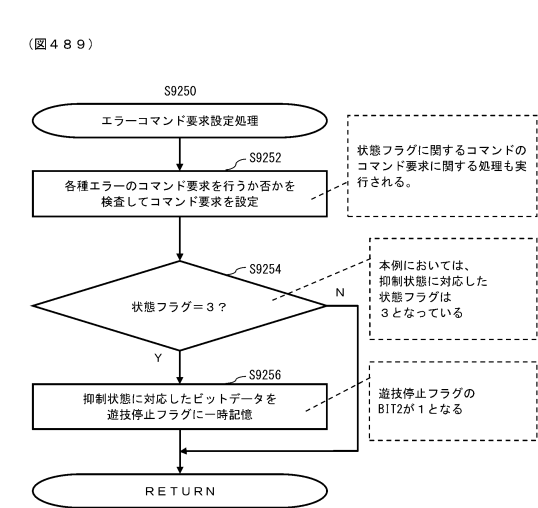 （図４８９）
S9250
エラーコマンド要求設定処理
S9252
各種エラーのコマンド要求を行うか否かを
検査してコマンド要求を設定
状態フラグに関するコマンドの
コマンド要求に関する処理も実
行される。
S9254
状態フラグ＝３？
N
Y
本例においては、
抑制状態に対応した
状態フラグは
３となっている
S9256
抑制状態に対応したビットデータを
遊技停止フラグに一時記憶
遊技停止フラグの
BIT2が１となる
ＲＥＴＵＲＮ